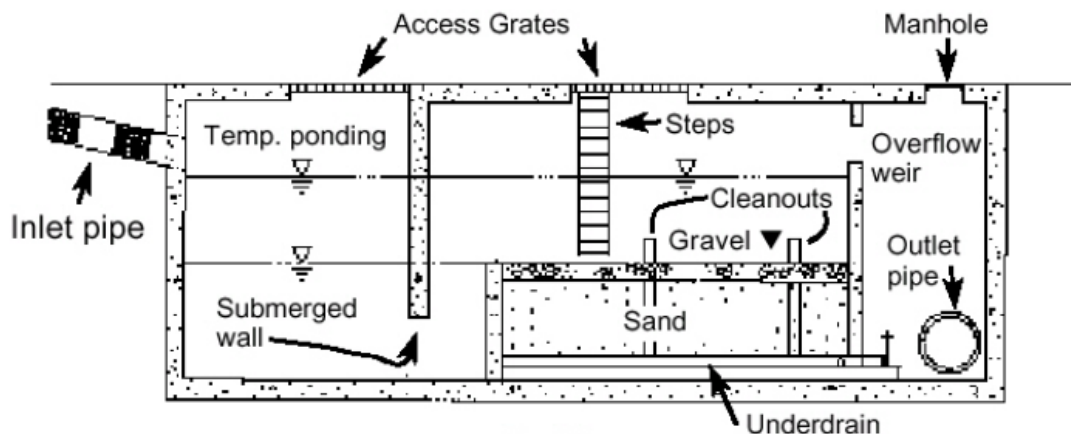 Access Grates
Manhole
Temp. ponding
Steps
Overflow
weir
Inlet pipe
Cleanouts
Gravel
Outlet
pipe
Submerged
wall
Sand
Underdrain